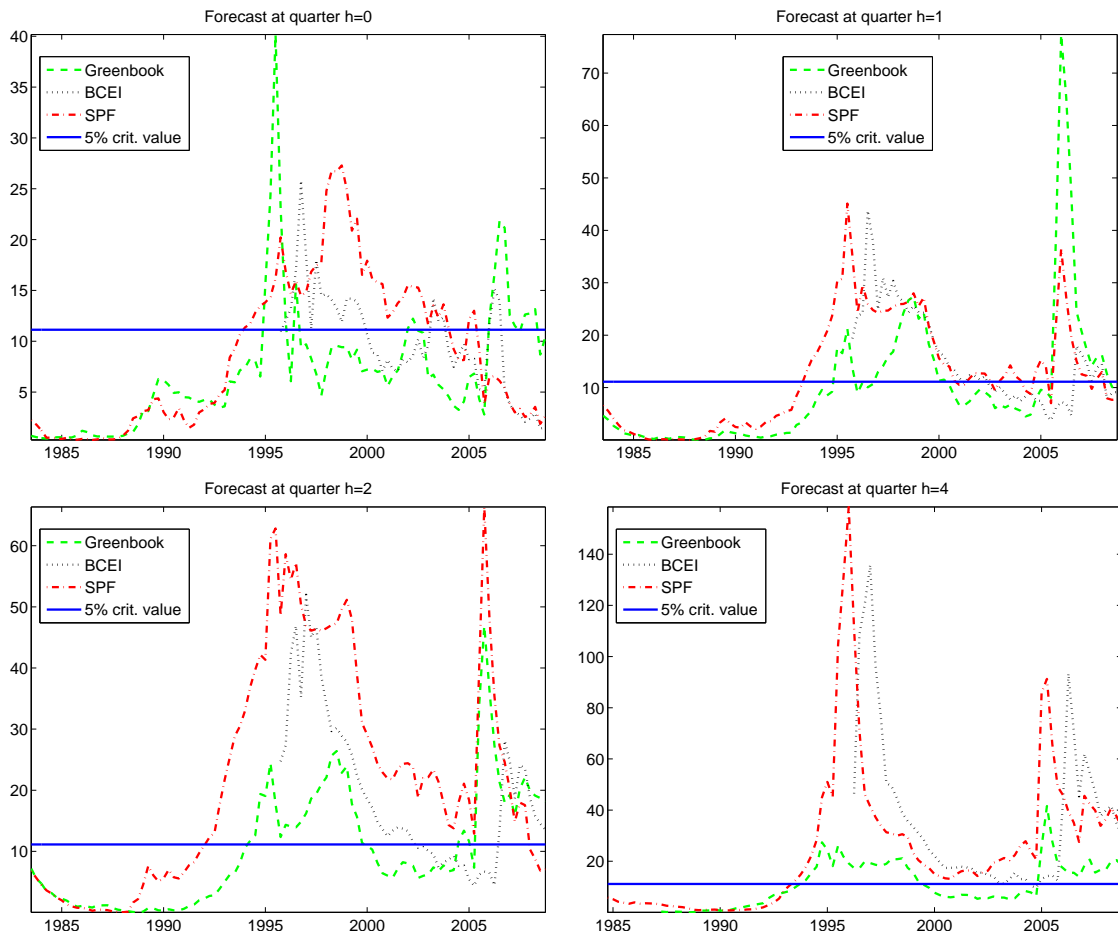 Forecast at quarter h=0
40
35
30
25
20
15
10
5
Greenbook
BCEI
SPF
5% crit. value
1985 1990 1995 2000 2005
Forecast at quarter h=1
70
60
50
40
30
20
10
Greenbook
BCEI
SPF
5% crit. value
1985 1990 1995 2000 2005
Forecast at quarter h=2
60
50
40
30
20
10
Greenbook
BCEI
SPF
5% crit. value
1985 1990 1995 2000 2005
Forecast at quarter h=4
140
120
100
80
60
40
20
Greenbook
BCEI
SPF
5% crit. value
1985 1990 1995 2000 2005